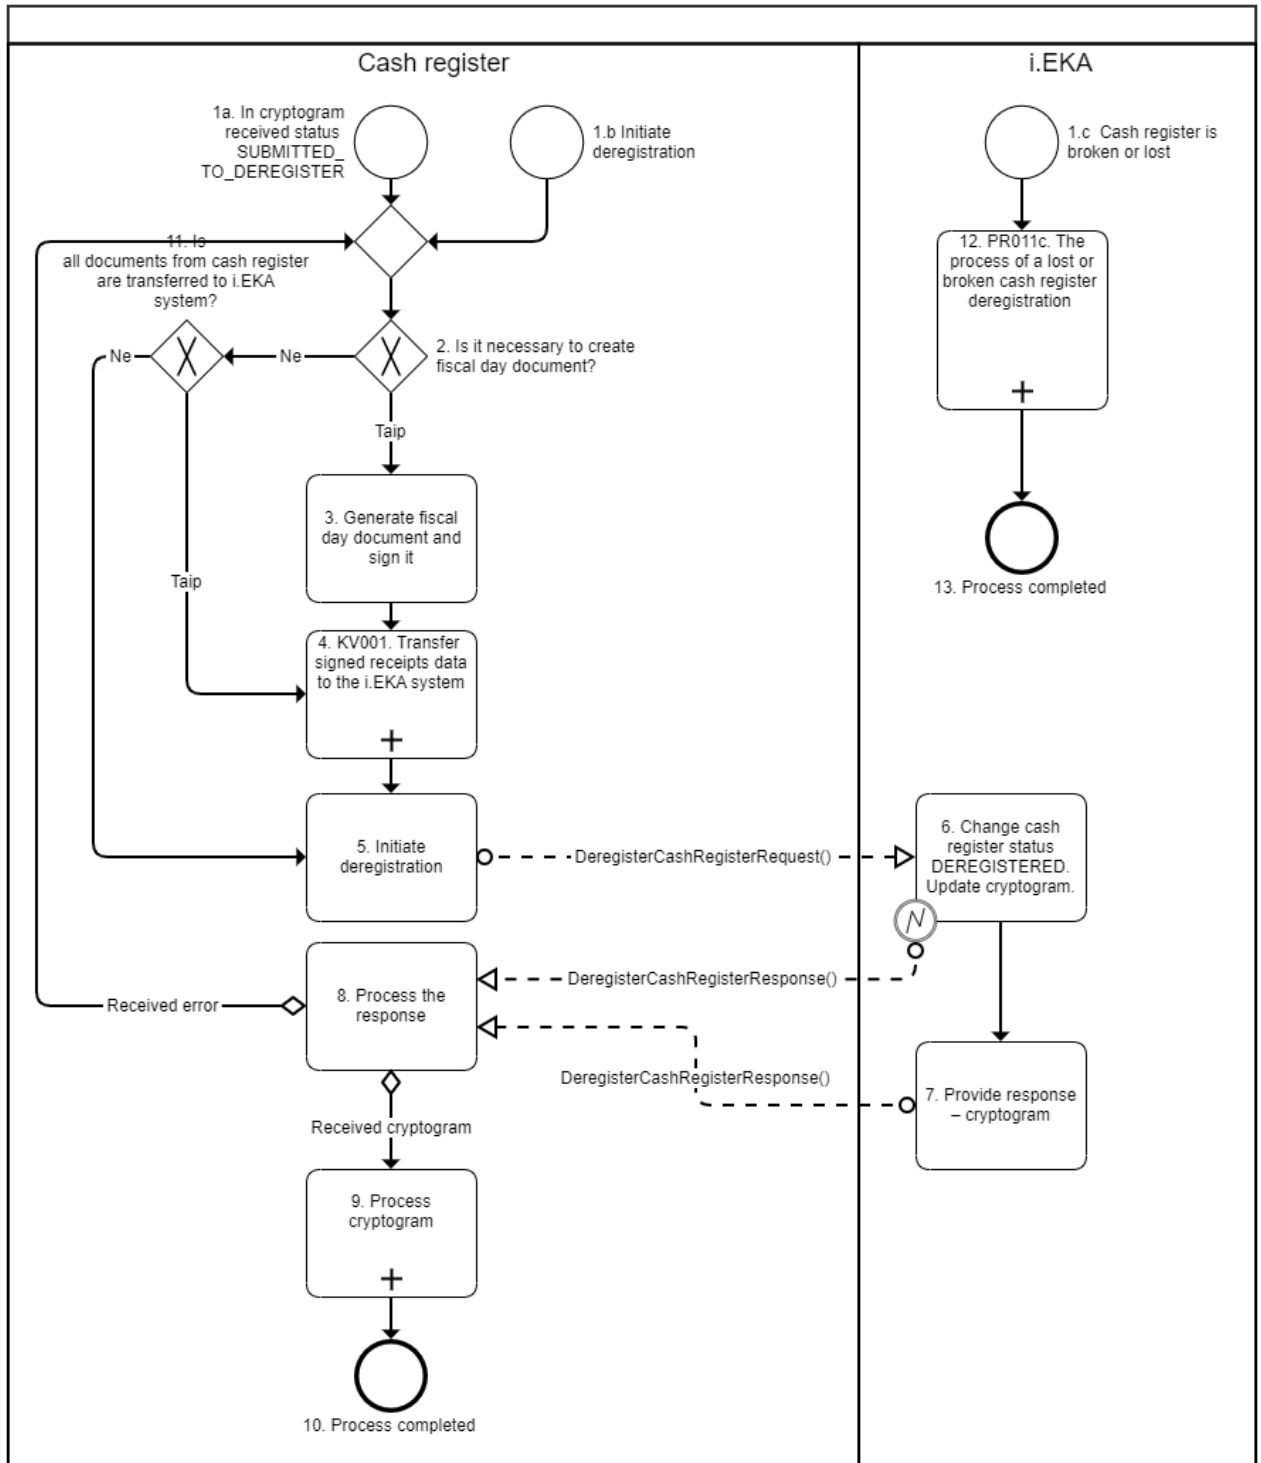 Cash register
i.EKA
1a. In cryptogram
received status
SUBMITTED_
TO_DEREGISTER
1.b Initiate
deregistration
1.c Cash register is
broken or lost
11. Is
all documents from cash register
are transferred to i.EKA
system?
12. PR011c. The
process of a lost or
broken cash register
deregistration
Ne
Ne
2. Is it necessary to create
fiscal day document?
Taip
3. Generate fiscal
day document and
sign it
Taip
13. Process completed
4. KV001. Transfer
signed receipts data
to the i.EKA system
5. Initiate
deregistration
DeregisterCashRegisterRequest()
6. Change cash
register status
DEREGISTERED.
Update cryptogram.
DeregisterCashRegisterResponse()
Received error
8. Process the
response
DeregisterCashRegisterResponse()
7. Provide response
– cryptogram
Received cryptogram
9. Process
cryptogram
10. Process completed